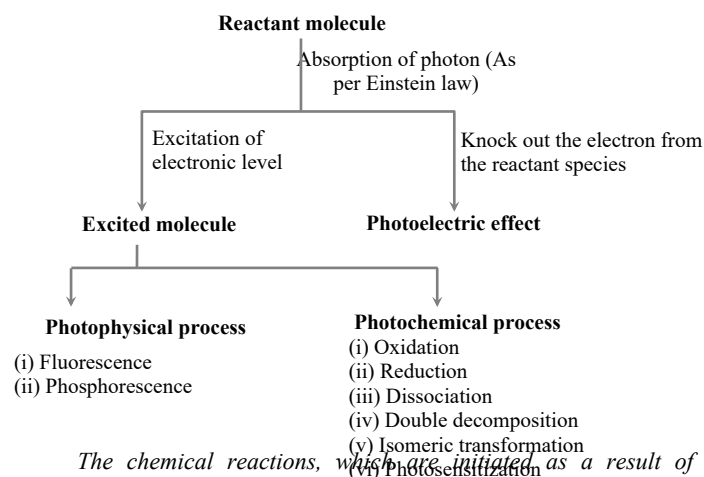 Reactant molecule
Absorption of photon (As
per Einstein law)
Excitation of
electronic level
Knock out the electron from
the reactant species
Excited molecule
Photoelectric effect
Photophysical process
(i) Fluorescence
(ii) Phosphorescence
Photochemical process
(i) Oxidation
(ii) Reduction
(iii) Dissociation
(iv) Double decomposition
(v) Isomeric transformation
(vi) Photosensitization
The chemical reactions, which are initiated as a result of